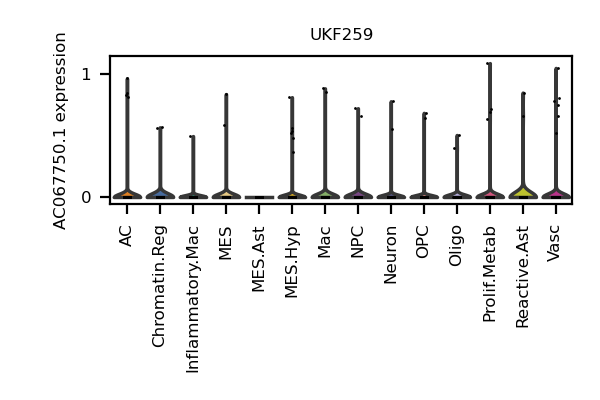 UKF259
AC067750.1 expression
1
0
AC
Chromatin.Reg
Inflammatory.Mac
MES
MES.Ast
MES.Hyp
Mac
NPC
Neuron
OPC
Oligo
Prolif.Metab
Reactive.Ast
Vasc